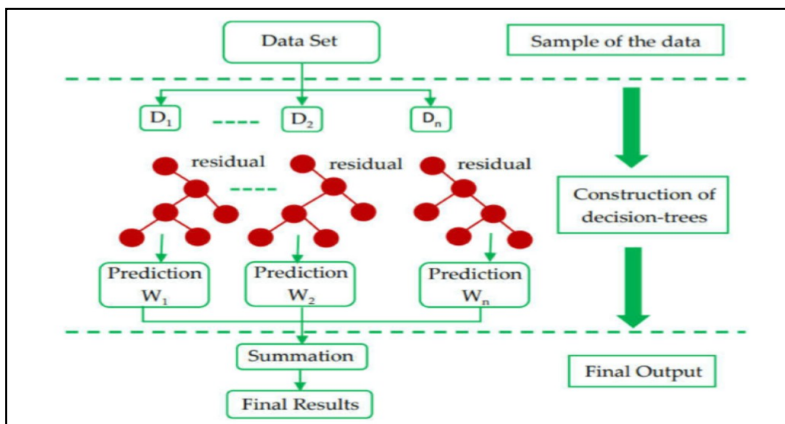 Data Set
Sample of the data
D1
D2
Dn
residual
residual
residual
Construction of
decision-trees
Prediction
W1
Prediction
W2
Prediction
Wn
Summation
Final Output
Final Results